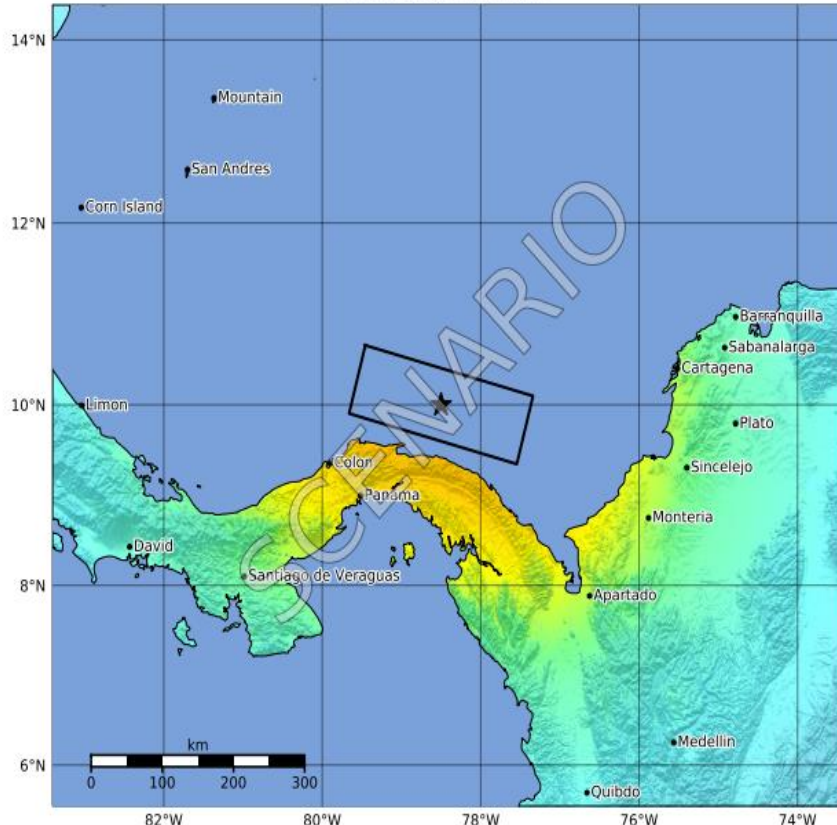 14°N
Mountain
San Andres
Corn Island
12°N
SCENARIO
Barranquilla
Sabanalarga
Cartagena
Limon
10°N
Plato
Colon
Sincelejo
Panama
Monteria
David
Santiago de Veraguas
8°N
Apartado
km
0 100 200 300
Medellin
6°N
Quibdo
82°W 80°W 78°W 76°W 74°W